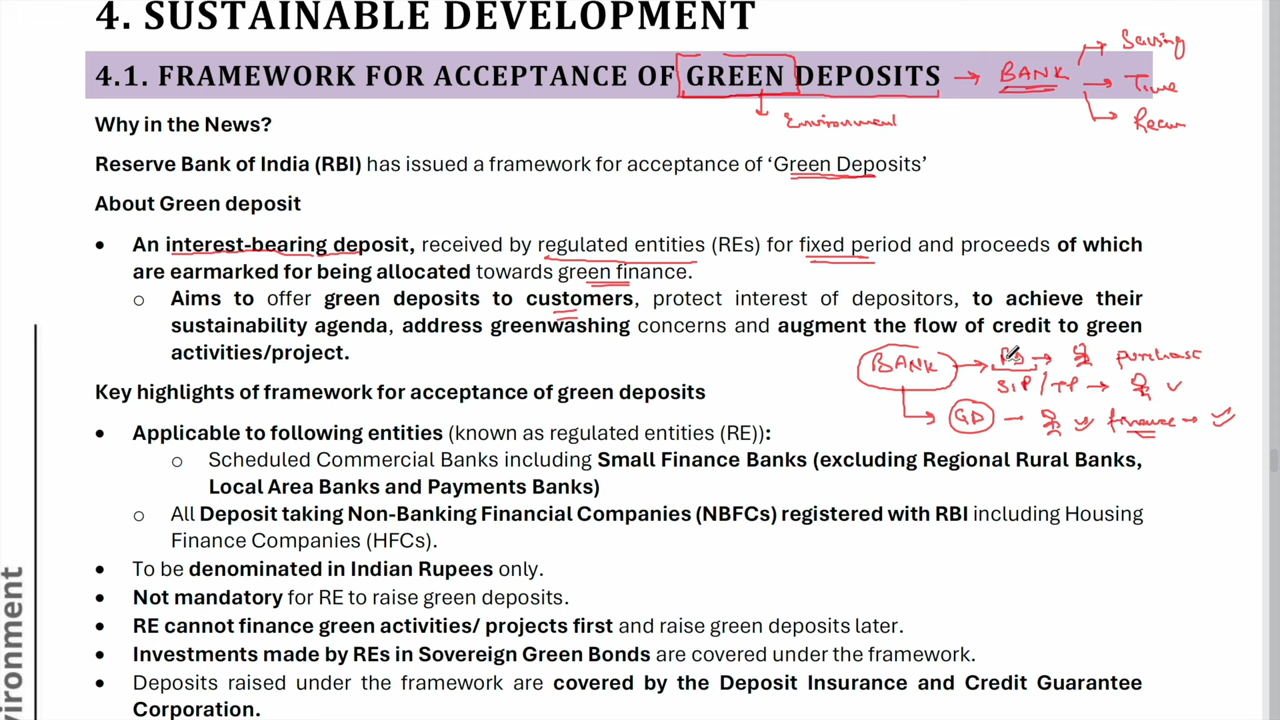 4. SUSTAINABLE DEVELOPMENT
4.1. FRAMEWORK FOR ACCEPTANCE OF GREEN DEPOSITS → BANK
Saving
Time
Recu
Environment
Why in the News?
Reserve Bank of India (RBI) has issued a framework for acceptance of ‘Green Deposits’
About Green deposit
• An interest-bearing deposit, received by regulated entities (REs) for fixed period and proceeds of which
are earmarked for being allocated towards green finance.
o Aims to offer green deposits to customers, protect interest of depositors, to achieve their
sustainability agenda, address greenwashing concerns and augment the flow of credit to green
activities/project.
BANK → → purchase
SIP/TP →
GD – finance →
Key highlights of framework for acceptance of green deposits
• Applicable to following entities (known as regulated entities (RE)):
o Scheduled Commercial Banks including Small Finance Banks (excluding Regional Rural Banks,
Local Area Banks and Payments Banks)
o All Deposit taking Non-Banking Financial Companies (NBFCs) registered with RBI including Housing
Finance Companies (HFCs).
• To be denominated in Indian Rupees only.
• Not mandatory for RE to raise green deposits.
• RE cannot finance green activities/ projects first and raise green deposits later.
• Investments made by REs in Sovereign Green Bonds are covered under the framework.
• Deposits raised under the framework are covered by the Deposit Insurance and Credit Guarantee
Corporation.
vironment